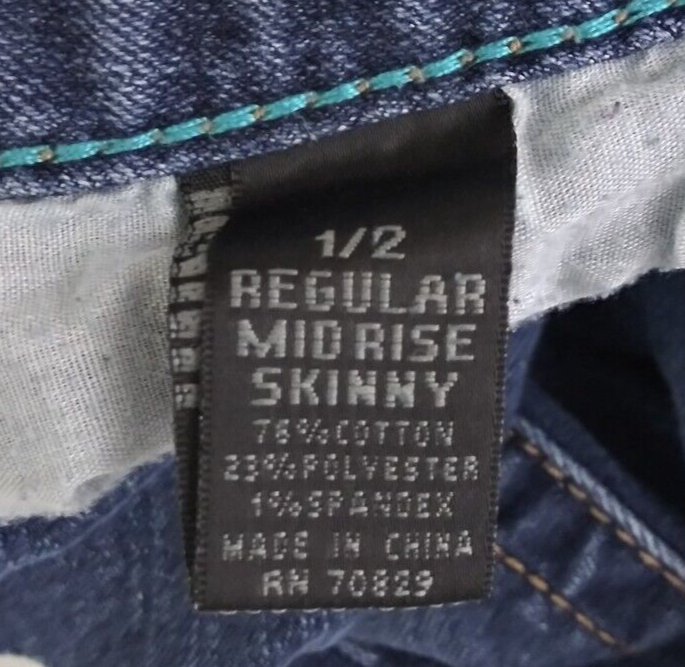 1/2
REGULAR
MID RISE
SKINNY
76%COTTON
23%POLYESTER
1%SPANDEX
MADE IN CHINA
RN 70829